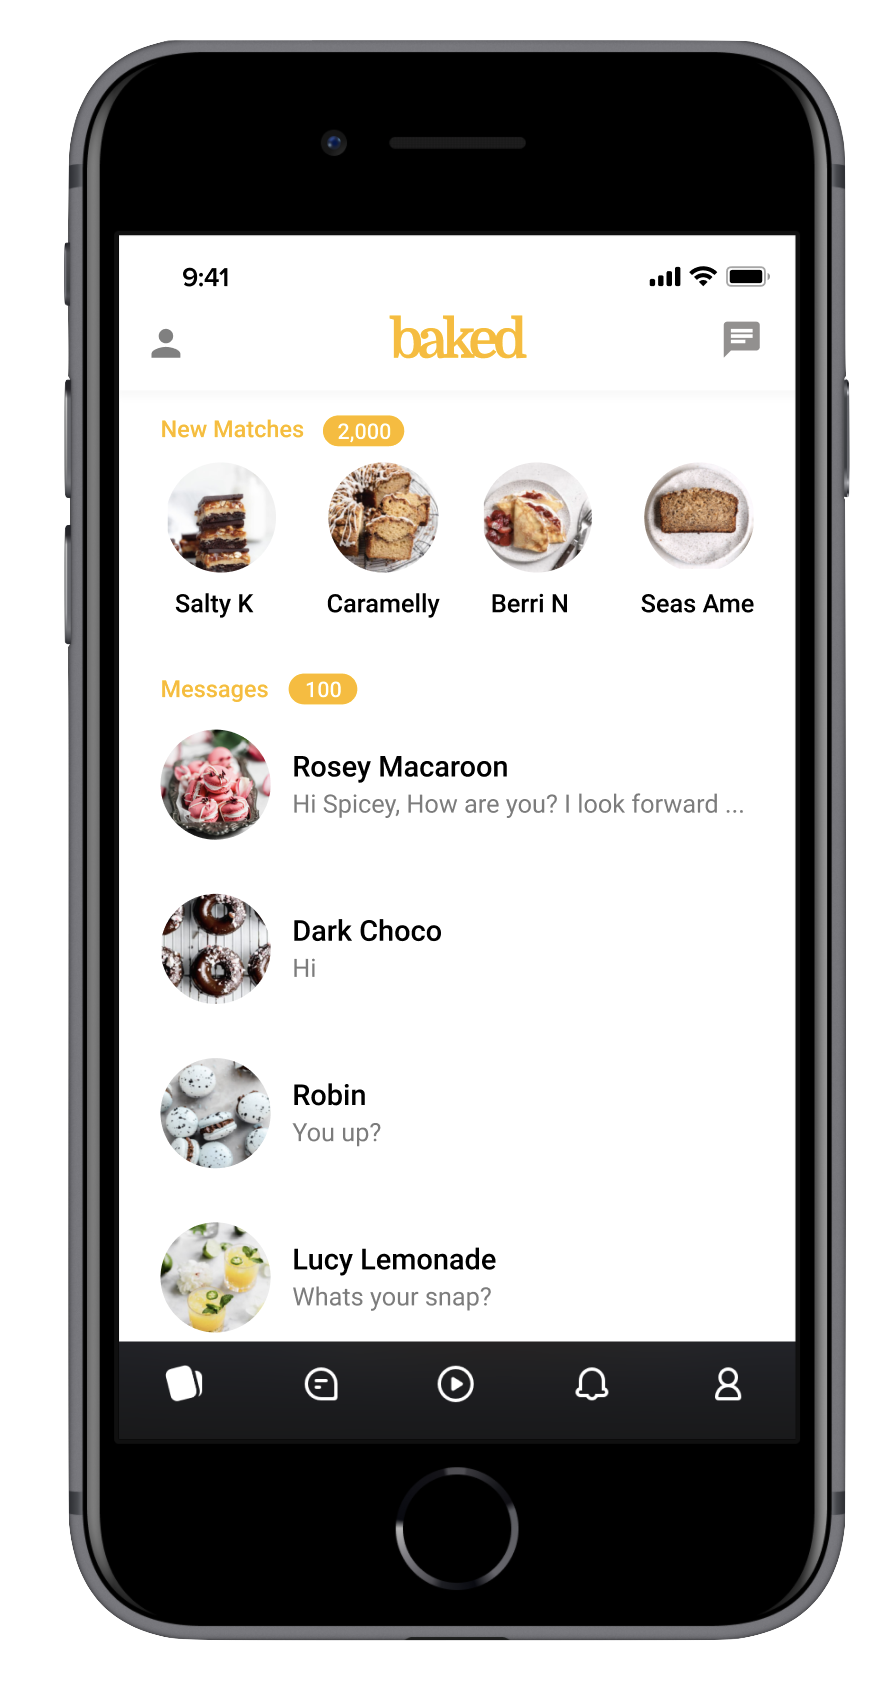 9:41
baked
New Matches 2,000
Salty K Caramelly Berri N Seas Ame
Messages 100
Rosey Macaroon
Hi Spicey, How are you? I look forward ...
Dark Choco
Hi
Robin
You up?
Lucy Lemonade
Whats your snap?